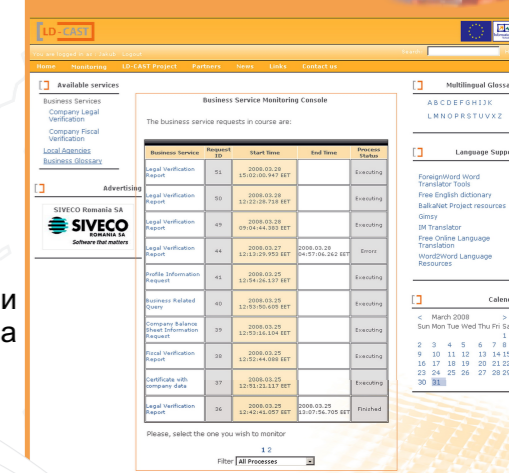 LD-CAST
Home Monitoring LD-CAST Project Partners News Links Contact us
Available services
Business Services
Company Legal
Verification
Company Fiscal
Verification
Local Agencies
Business Glossary
Advertising
SIVECO Romania SA
SIVECO
ROMANIA SA
Software that matters
и
а
Business Service Monitoring Console
The business service requests in course are:
Business Service Request ID Start Time End Time Process Status
Legal Verification Report 51 2008.03.28 15:02:00.947 EET Executing
Legal Verification Report 50 2008.03.28 12:22:28.718 EET Executing
Legal Verification Report 49 2008.03.28 09:04:44.383 EET Executing
Legal Verification Report 44 2008.03.27 12:13:29.953 EET 2008.03.28 04:57:06.262 EET Errors
Profile Information Request 41 2008.03.25 12:54:26.137 EET Executing
Business Related Query 40 2008.03.25 12:53:50.605 EET Executing
Company Balance Sheet Information Request 39 2008.03.25 12:53:16.104 EET Executing
Fiscal Verification Report 38 2008.03.25 12:52:44.088 EET Executing
Certificate with company data 37 2008.03.25 12:51:21.117 EET Executing
Legal Verification Report 36 2008.03.25 12:42:41.057 EET 2008.03.25 13:07:56.705 EET Finished
Please, select the one you wish to monitor
1 2
Filter All Processes
Multilingual Glossa
A B C D E F G H I J K
L M N O P R S T U V X Z
Language Suppo
ForeignWord Word
Translator Tools
Free English dictionary
BalkaNet Project resources
Gimsy
IM Translator
Free Online Language
Translation
Word2Word Language
Resources
Calen
< March 2008 >
Sun Mon Tue Wed Thu Fri Sa
1
2 3 4 5 6 7 8
9 10 11 12 13 14 15
16 17 18 19 20 21 22
23 24 25 26 27 28 29
30 31